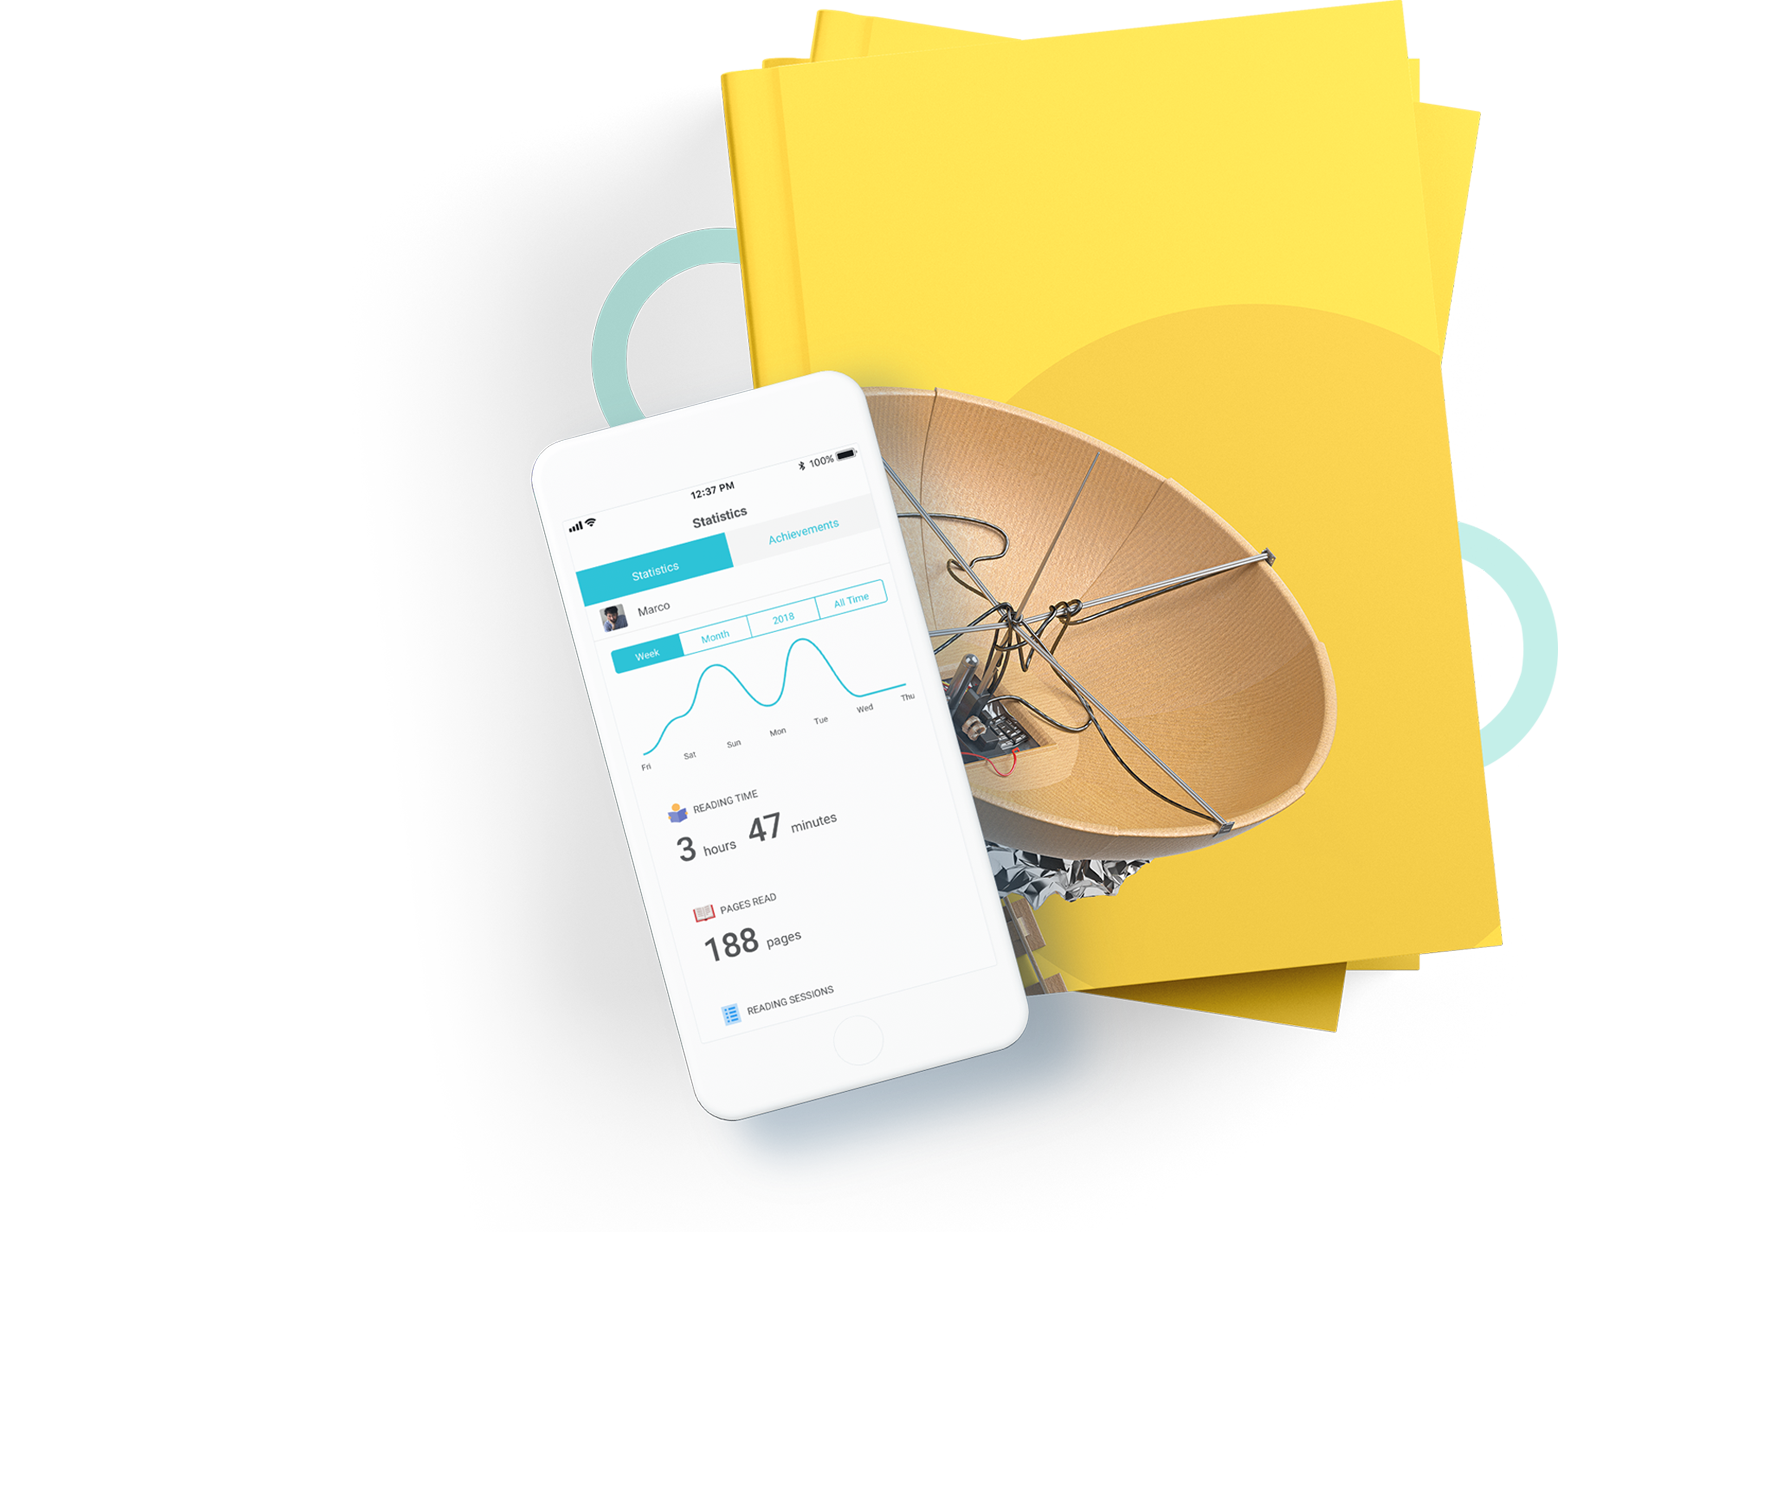 100%
12:37 PM
Statistics
Statistics Achievements
Marco
Week Month 2018 All Time
Fri Sat Sun Mon Tue Wed Thu
READING TIME
3 hours 47 minutes
PAGES READ
188 pages
READING SESSIONS